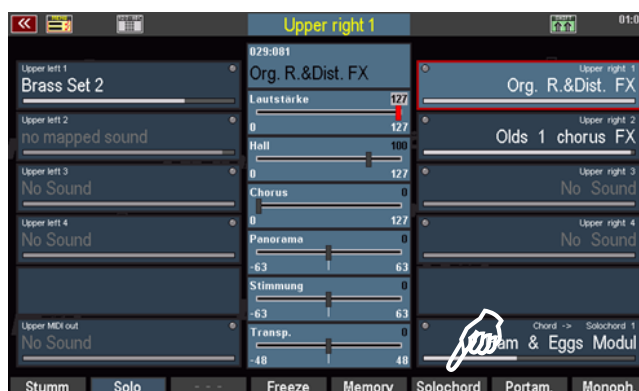 MENU
Upper right 1
01:0
Upper left 1
Brass Set 2
Upper left 2
no mapped sound
Upper left 3
No Sound
Upper left 4
No Sound
Upper MIDI out
No Sound
029:081
Org. R.&Dist. FX
Lautstärke 127
0 127
Hall 100
0 127
Chorus 0
0 127
Panorama 0
-63 63
Stimmung 0
-63 63
Transp. 0
-48 48
Upper right 1
Org. R.&Dist. FX
Upper right 2
Olds 1 chorus FX
Upper right 3
No Sound
Upper right 4
No Sound
Chord -> Solochord 1
& Eggs Modul
Stumm Solo - - - Freeze Memory Solochord Portam. Monoph.